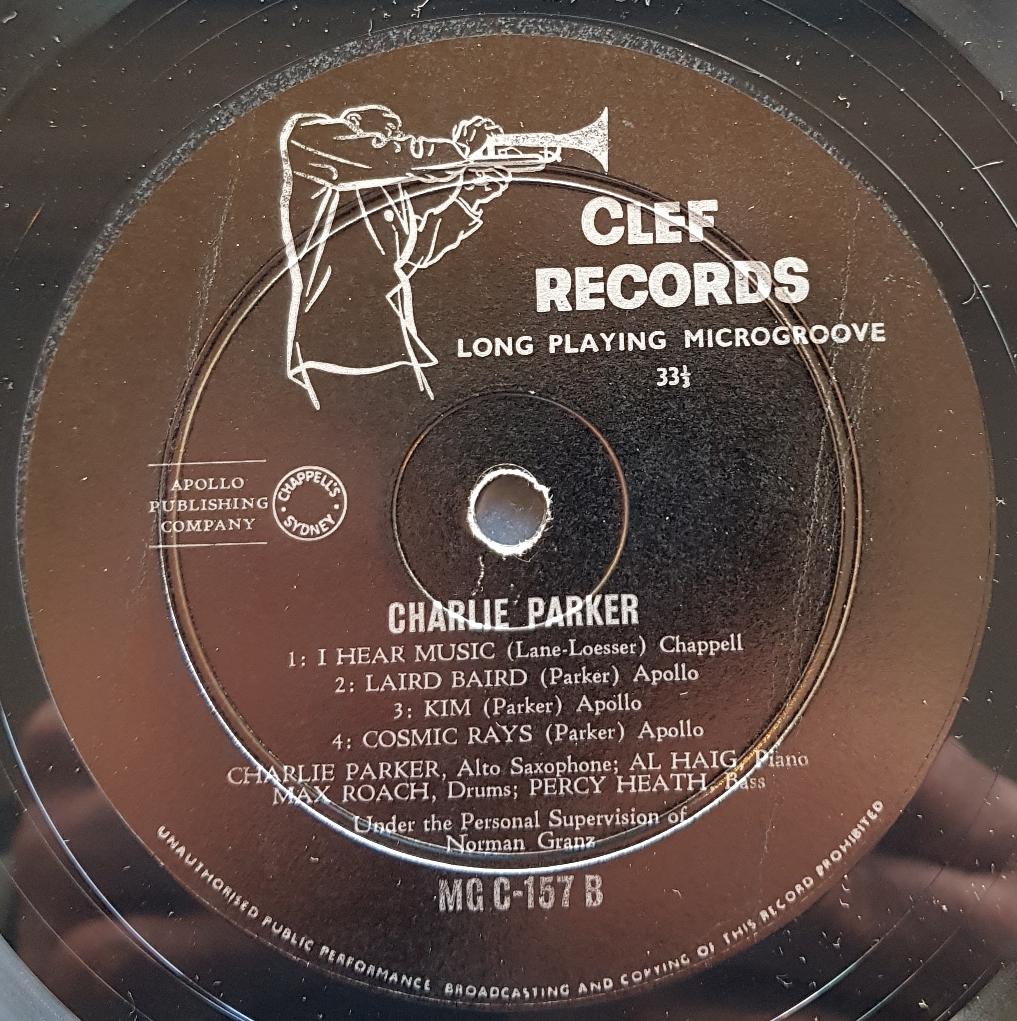 CLEF
RECORDS
LONG PLAYING MICROGROOVE
33⅓
APOLLO
PUBLISHING
COMPANY
CHAPPELL'S
SYDNEY
CHARLIE PARKER
1: I HEAR MUSIC (Lane-Loesser) Chappell
2: LAIRD BAIRD (Parker) Apollo
3: KIM (Parker) Apollo
4: COSMIC RAYS (Parker) Apollo
CHARLIE PARKER, Alto Saxophone; AL HAIG, Piano
MAX ROACH, Drums; PERCY HEATH, Bass
Under the Personal Supervision of
Norman Granz
MG C-157 B
UNAUTHORISED PUBLIC PERFORMANCE BROADCASTING AND COPYING OF THIS RECORD PROHIBITED